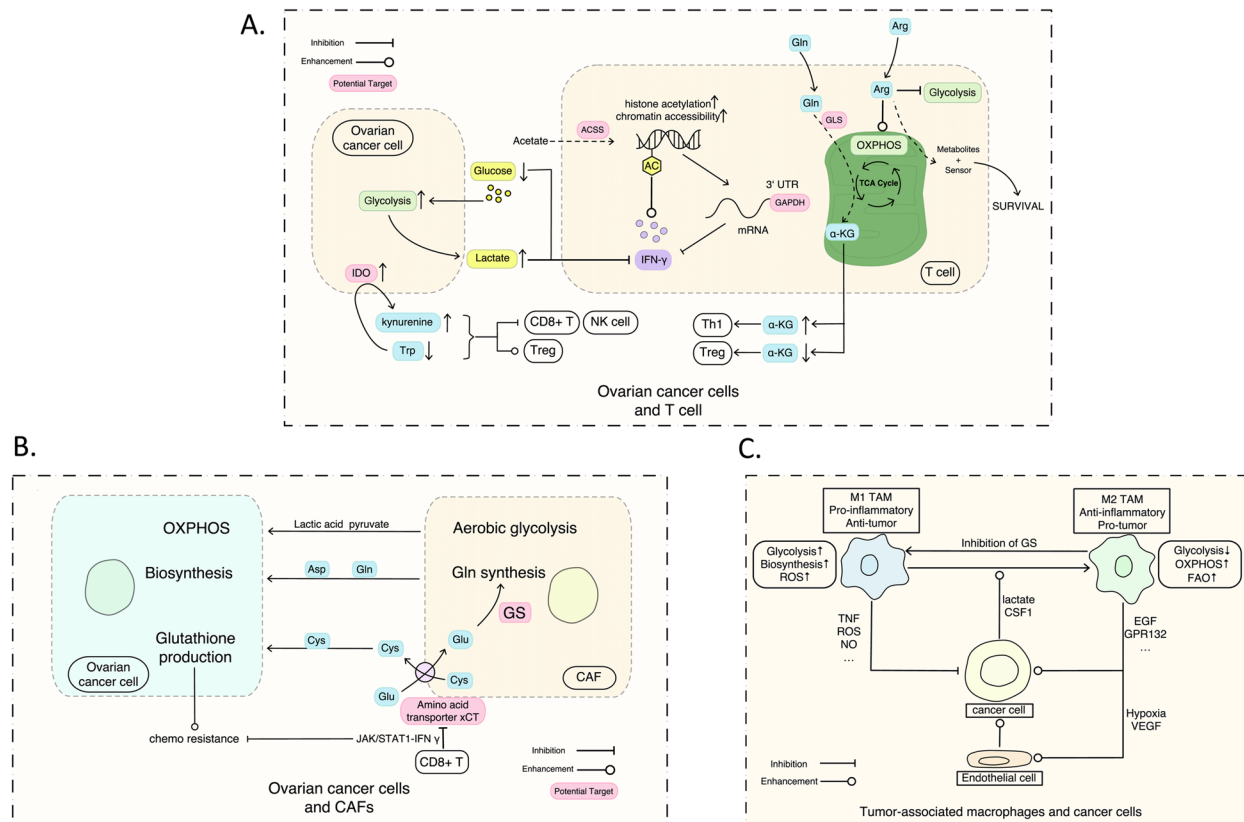 A.
Inhibition
Enhancement
Potential Target
Ovarian
cancer cell
Glycolysis
Glucose
Lactate
IDO
kynurenine
Trp
CD8+ T
NK cell
Treg
Acetate
ACSS
histone acetylation
chromatin accessibility
AC
IFN-γ
mRNA
3' UTR
GAPDH
Gln
Gln
GLS
Arg
Arg
Glycolysis
OXPHOS
TCA Cycle
α-KG
Metabolites
+
Sensor
SURVIVAL
T cell
Th1
α-KG
Treg
α-KG
Ovarian cancer cells
and T cell
B.
OXPHOS
Lactic acid pyruvate
Aerobic glycolysis
Biosynthesis
Asp
Gln
Gln synthesis
GS
Glutathione
production
Cys
Cys
Glu
Glu
Cys
Ovarian
cancer cell
CAF
Amino acid
transporter xCT
chemo resistance
JAK/STAT1-IFN γ
CD8+ T
Inhibition
Enhancement
Potential Target
Ovarian cancer cells
and CAFs
C.
M1 TAM
Pro-inflammatory
Anti-tumor
M2 TAM
Anti-inflammatory
Pro-tumor
Glycolysis↑
Biosynthesis↑
ROS↑
Inhibition of GS
Glycolysis↓
OXPHOS↑
FAO↑
lactate
CSF1
TNF
ROS
NO
...
EGF
GPR132
...
cancer cell
Hypoxia
VEGF
Endothelial cell
Inhibition
Enhancement
Tumor-associated macrophages and cancer cells